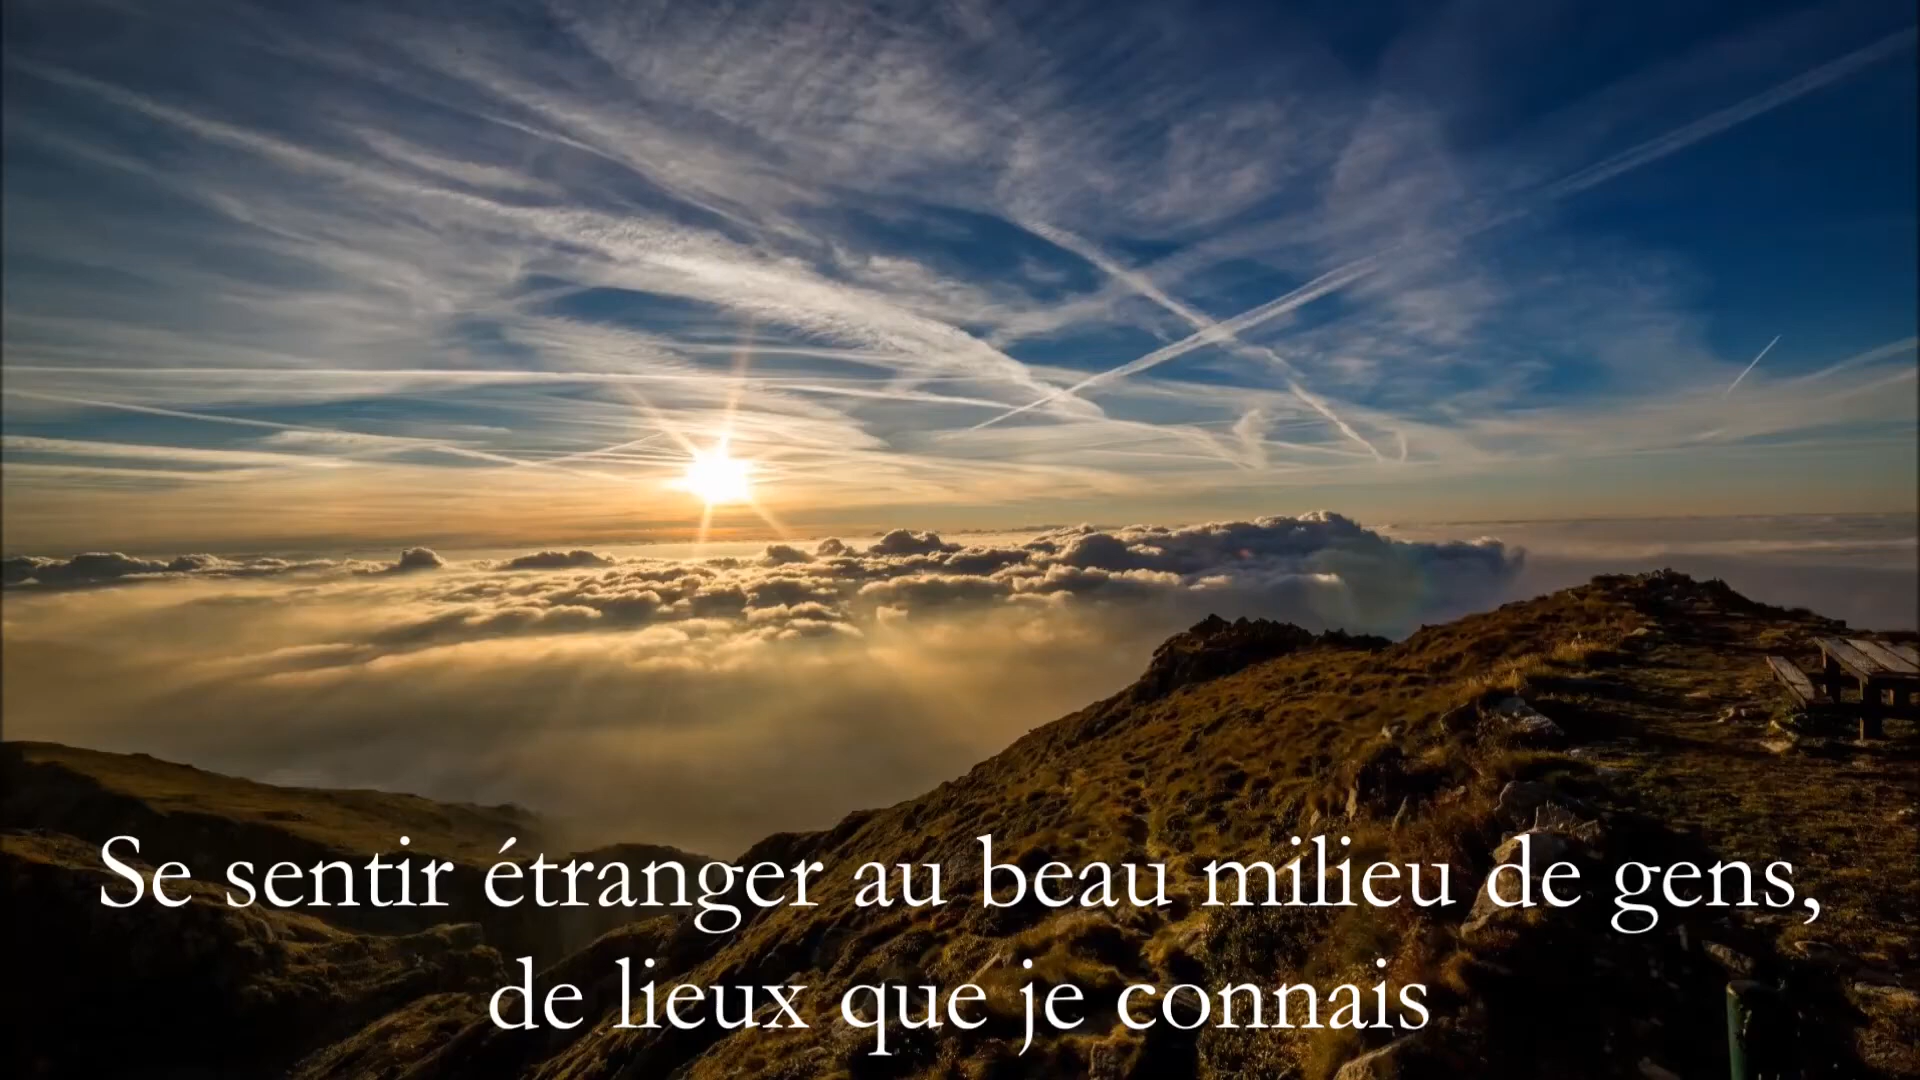 Se sentir étranger au beau milieu de gens,
de lieux que je connais